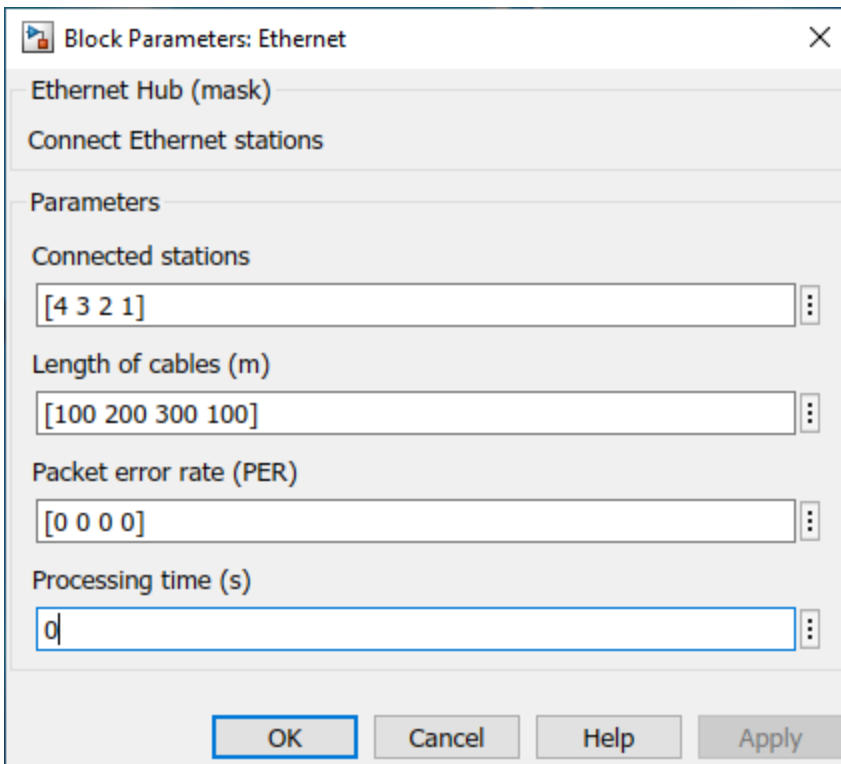 Block Parameters: Ethernet
Ethernet Hub (mask)
Connect Ethernet stations
Parameters
Connected stations
[4 3 2 1]
Length of cables (m)
[100 200 300 100]
Packet error rate (PER)
[0 0 0 0]
Processing time (s)
0
OK Cancel Help Apply